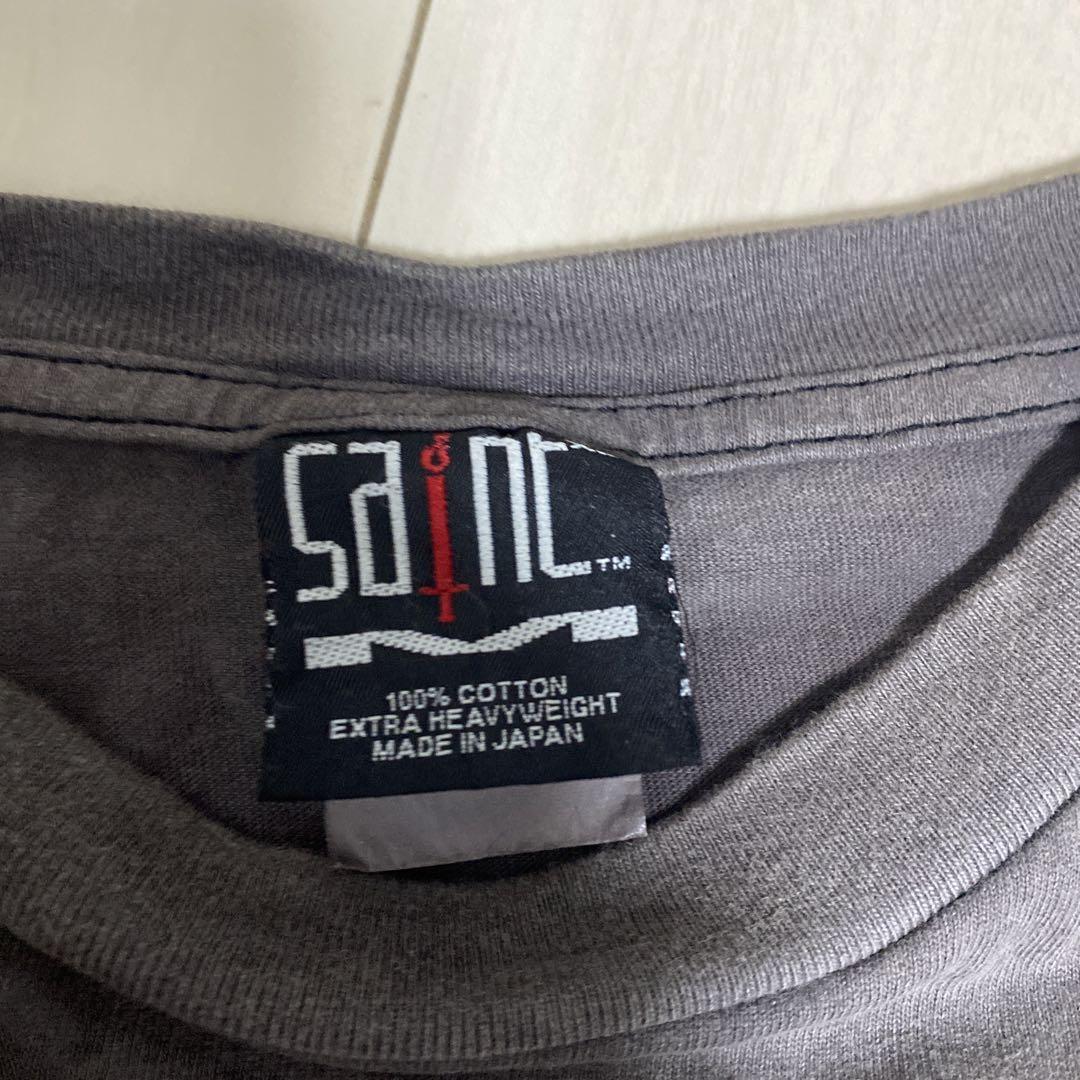 saint
TM
100% COTTON
EXTRA HEAVYWEIGHT
MADE IN JAPAN